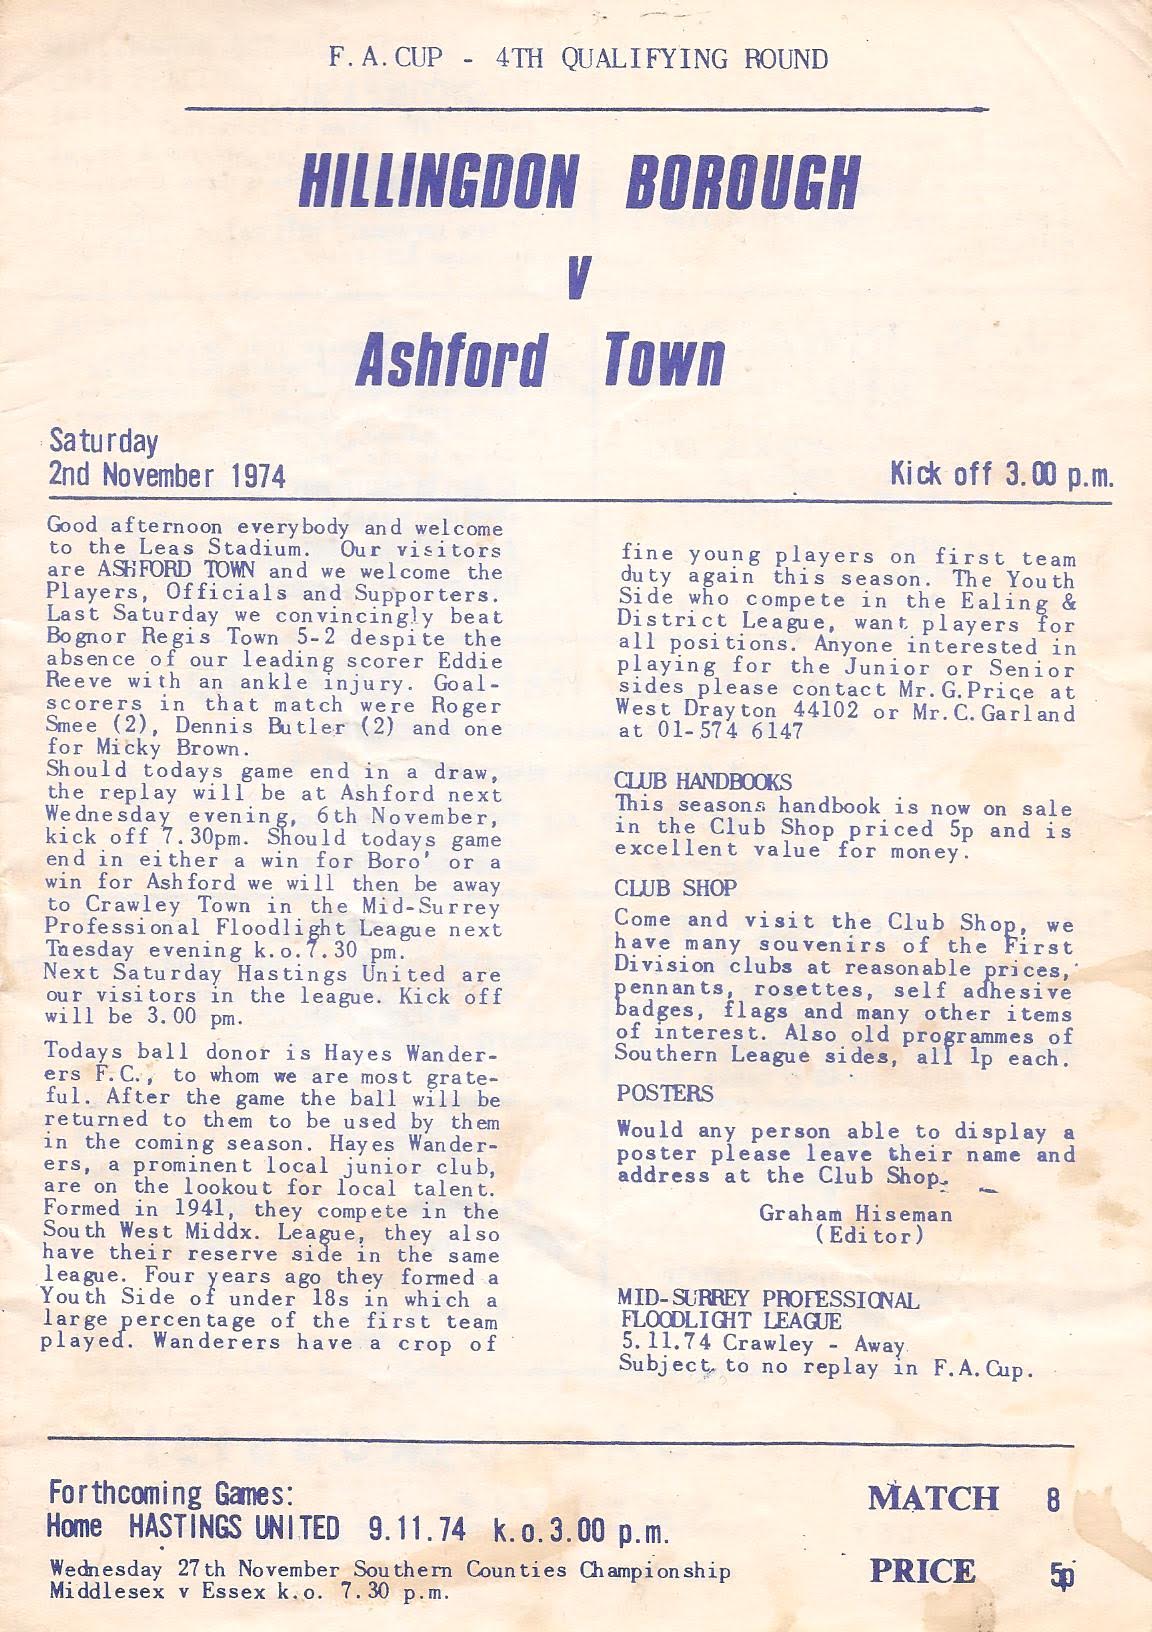 F.A.CUP - 4TH QUALIFYING ROUND
HILLINGDON BOROUGH
V
Ashford Town
Saturday
2nd November 1974
Kick off 3.00 p.m.
Good afternoon everybody and welcome
to the Leas Stadium. Our visitors
are ASHFORD TOWN and we welcome the
Players, Officials and Supporters.
Last Saturday we convincingly beat
Bognor Regis Town 5-2 despite the
absence of our leading scorer Eddie
Reeve with an ankle injury. Goal-
scorers in that match were Roger
Smee (2), Dennis Butler (2) and one
for Micky Brown.
Should todays game end in a draw,
the replay will be at Ashford next
Wednesday evening, 6th November,
kick off 7.30pm. Should todays game
end in either a win for Boro' or a
win for Ashford we will then be away
to Crawley Town in the Mid-Surrey
Professional Floodlight League next
Tuesday evening k.o.7.30 pm.
Next Saturday Hastings United are
our visitors in the league. Kick off
will be 3.00 pm.
Todays ball donor is Hayes Wander-
ers F.C., to whom we are most grate-
ful. After the game the ball will be
returned to them to be used by them
in the coming season. Hayes Wander-
ers, a prominent local junior club,
are on the lookout for local talent.
Formed in 1941, they compete in the
South West Middx. League, they also
have their reserve side in the same
league. Four years ago they formed a
Youth Side of under 18s in which a
large percentage of the first team
played. Wanderers have a crop of
fine young players on first team
duty again this season. The Youth
Side who compete in the Ealing &
District League, want players for
all positions. Anyone interested in
playing for the Junior or Senior
sides please contact Mr.G.Price at
West Drayton 44102 or Mr.C.Garland
at 01-574 6147
CLUB HANDBOOKS
This seasons handbook is now on sale
in the Club Shop priced 5p and is
excellent value for money.
CLUB SHOP
Come and visit the Club Shop, we
have many souvenirs of the First
Division clubs at reasonable prices,
pennants, rosettes, self adhesive
badges, flags and many other items
of interest. Also old programmes of
Southern League sides, all 1p each.
POSTERS
Would any person able to display a
poster please leave their name and
address at the Club Shop.
Graham Hiseman
(Editor)
MID-SURREY PROFESSIONAL
FLOODLIGHT LEAGUE
5.11.74 Crawley - Away
Subject to no replay in F.A.Cup.
Forthcoming Games:
Home HASTINGS UNITED 9.11.74 k.o.3.00 p.m.
Wednesday 27th November Southern Counties Championship
Middlesex v Essex k.o. 7.30 p.m.
MATCH 8
PRICE 5p